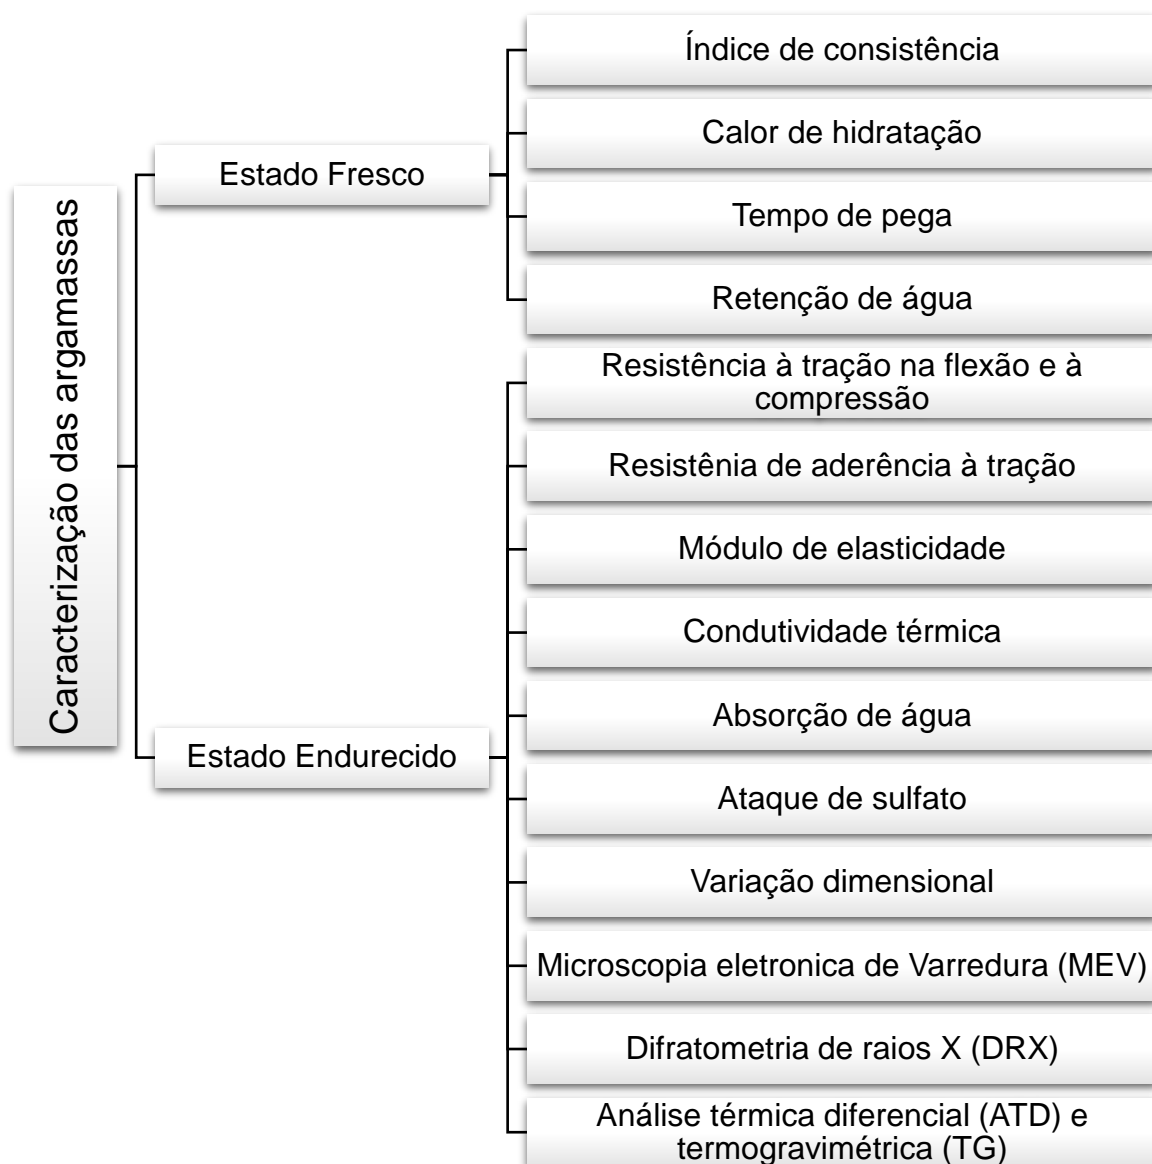 Caracterização das argamassas
Estado Fresco
Índice de consistência
Calor de hidratação
Tempo de pega
Retenção de água
Estado Endurecido
Resistência à tração na flexão e à
compressão
Resistênia de aderência à tração
Módulo de elasticidade
Condutividade térmica
Absorção de água
Ataque de sulfato
Variação dimensional
Microscopia eletronica de Varredura (MEV)
Difratometria de raios X (DRX)
Análise térmica diferencial (ATD) e
termogravimétrica (TG)